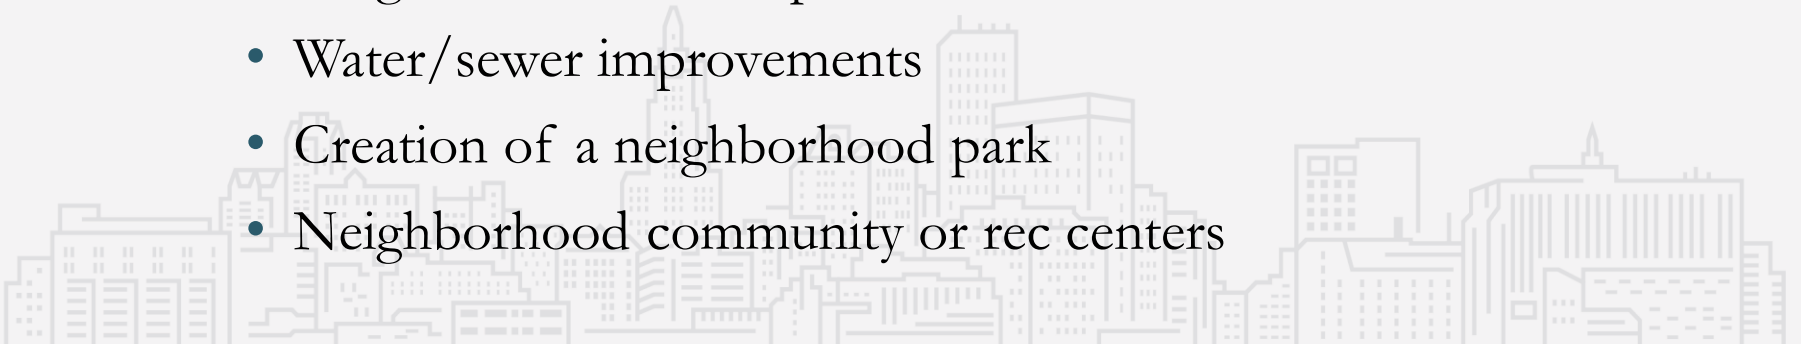 Water/sewer improvements
Creation of a neighborhood park
Neighborhood community or rec centers